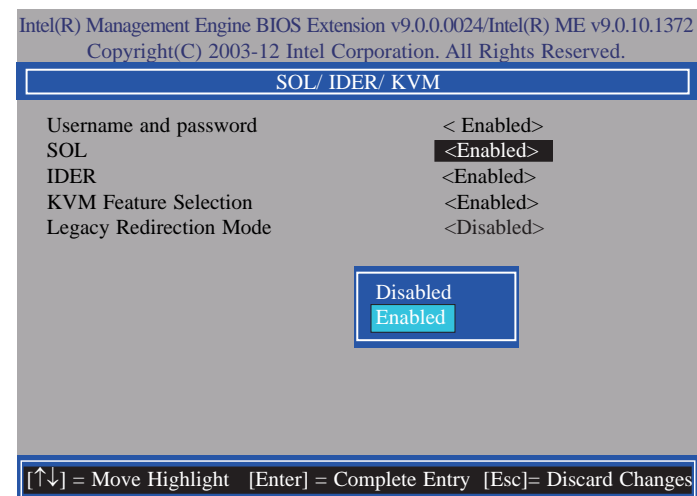 Intel(R) Management Engine BIOS Extension v9.0.0.0024/Intel(R) ME v9.0.10.1372
Copyright(C) 2003-12 Intel Corporation. All Rights Reserved.
SOL/ IDER/ KVM
Username and password < Enabled>
SOL <Enabled>
IDER <Enabled>
KVM Feature Selection <Enabled>
Legacy Redirection Mode <Disabled>
Disabled
Enabled
[↑↓] = Move Highlight [Enter] = Complete Entry [Esc]= Discard Changes